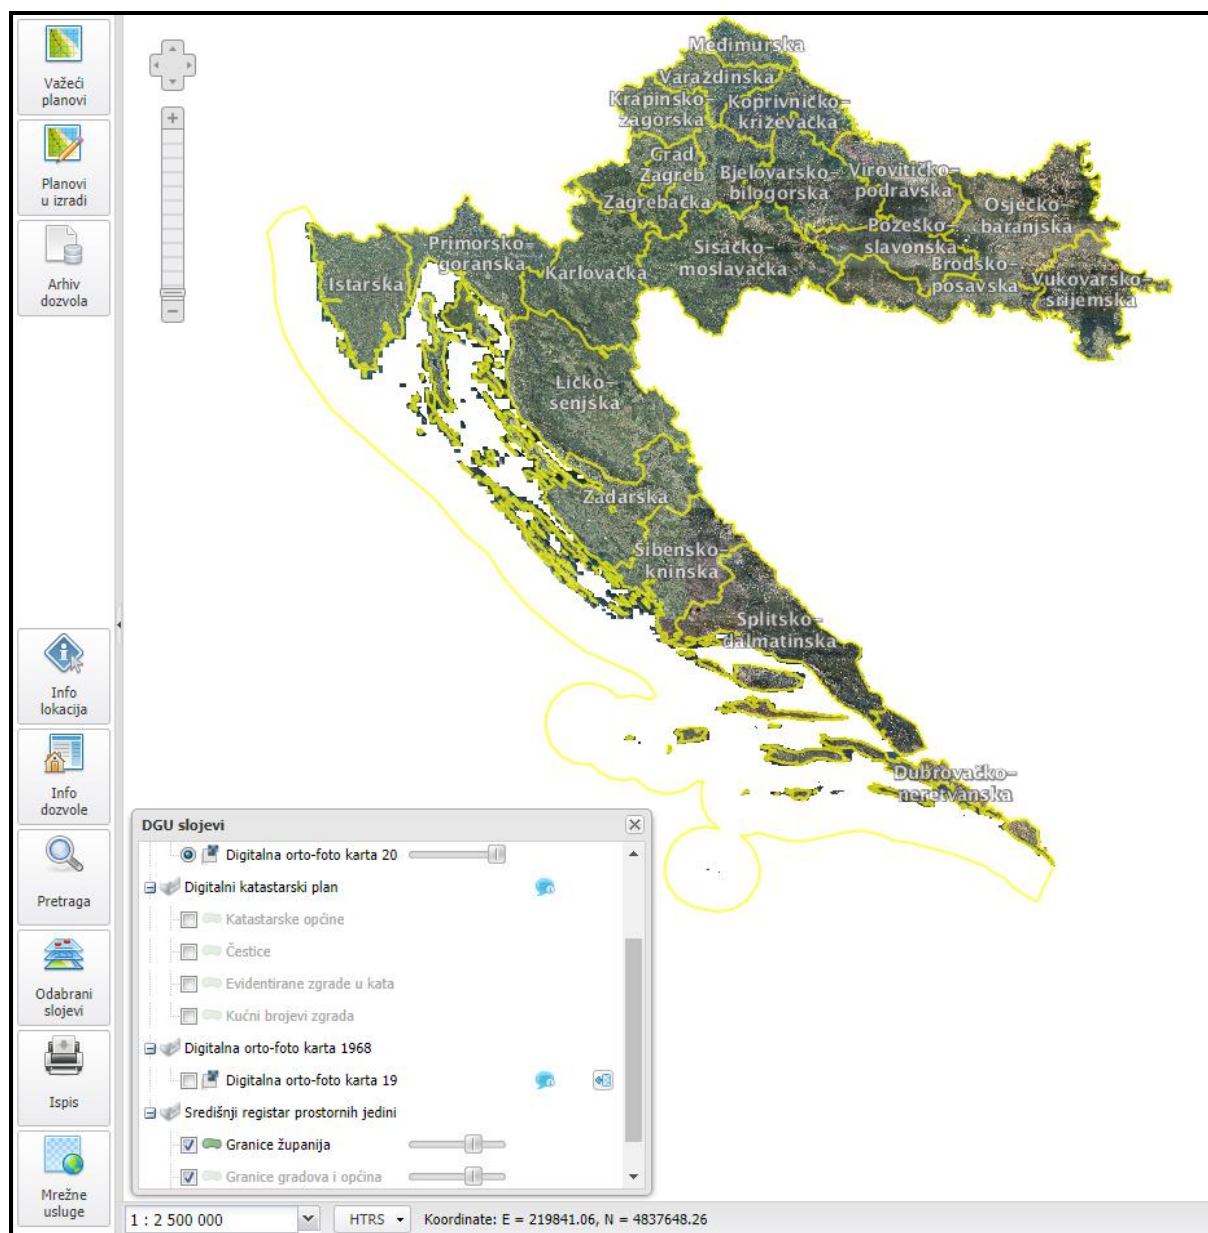 Važeći
planovi
Planovi
u izradi
Arhiv
dozvola
Info
lokacija
Info
dozvole
Pretraga
Odabrani
slojevi
Ispis
Mrežne
usluge
Međimurska
Varaždinska
Krapinsko-
zagorska
Koprivničko-
križevačka
Grad
Zagreb
Bjelovarsko-
bilogorska
Virovitičko-
podravska
Zagrebačka
Osječko-
baranjska
Požeško-
slavonska
Primorsko-
goranska
Sisačko-
moslavačka
Istarska
Karlovačka
Brodsko-
posavska
Vukovarsko-
srijemska
Ličko-
senjska
Zadarska
Šibensko-
kninska
Splitsko-
dalmatinska
Dubrovačko-
neretvanska
DGU slojevi
Digitalna orto-foto karta 20
Digitalni katastarski plan
Katastarske općine
Čestice
Evidentirane zgrade u kata
Kućni brojevi zgrada
Digitalna orto-foto karta 1968
Digitalna orto-foto karta 19
Središnji registar prostornih jedini
Granice županija
Granice gradova i općina
1 : 2 500 000
HTRS
Koordinate: E = 219841.06, N = 4837648.26